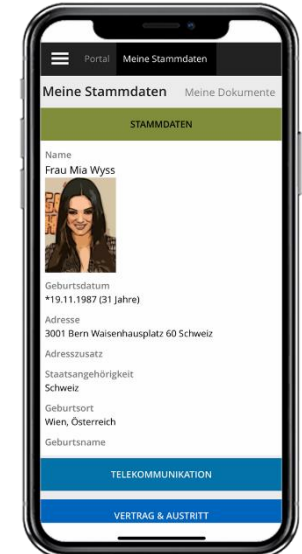 Portal Meine Stammdaten
Meine Stammdaten Meine Dokumente
STAMMDATEN
Name
Frau Mia Wyss
Geburtsdatum
*19.11.1987 (31 Jahre)
Adresse
3001 Bern Waisenhausplatz 60 Schweiz
Adresszusatz
Staatsangehörigkeit
Schweiz
Geburtsort
Wien, Österreich
Geburtsname
TELEKOMMUNIKATION
VERTRAG & AUSTRITT